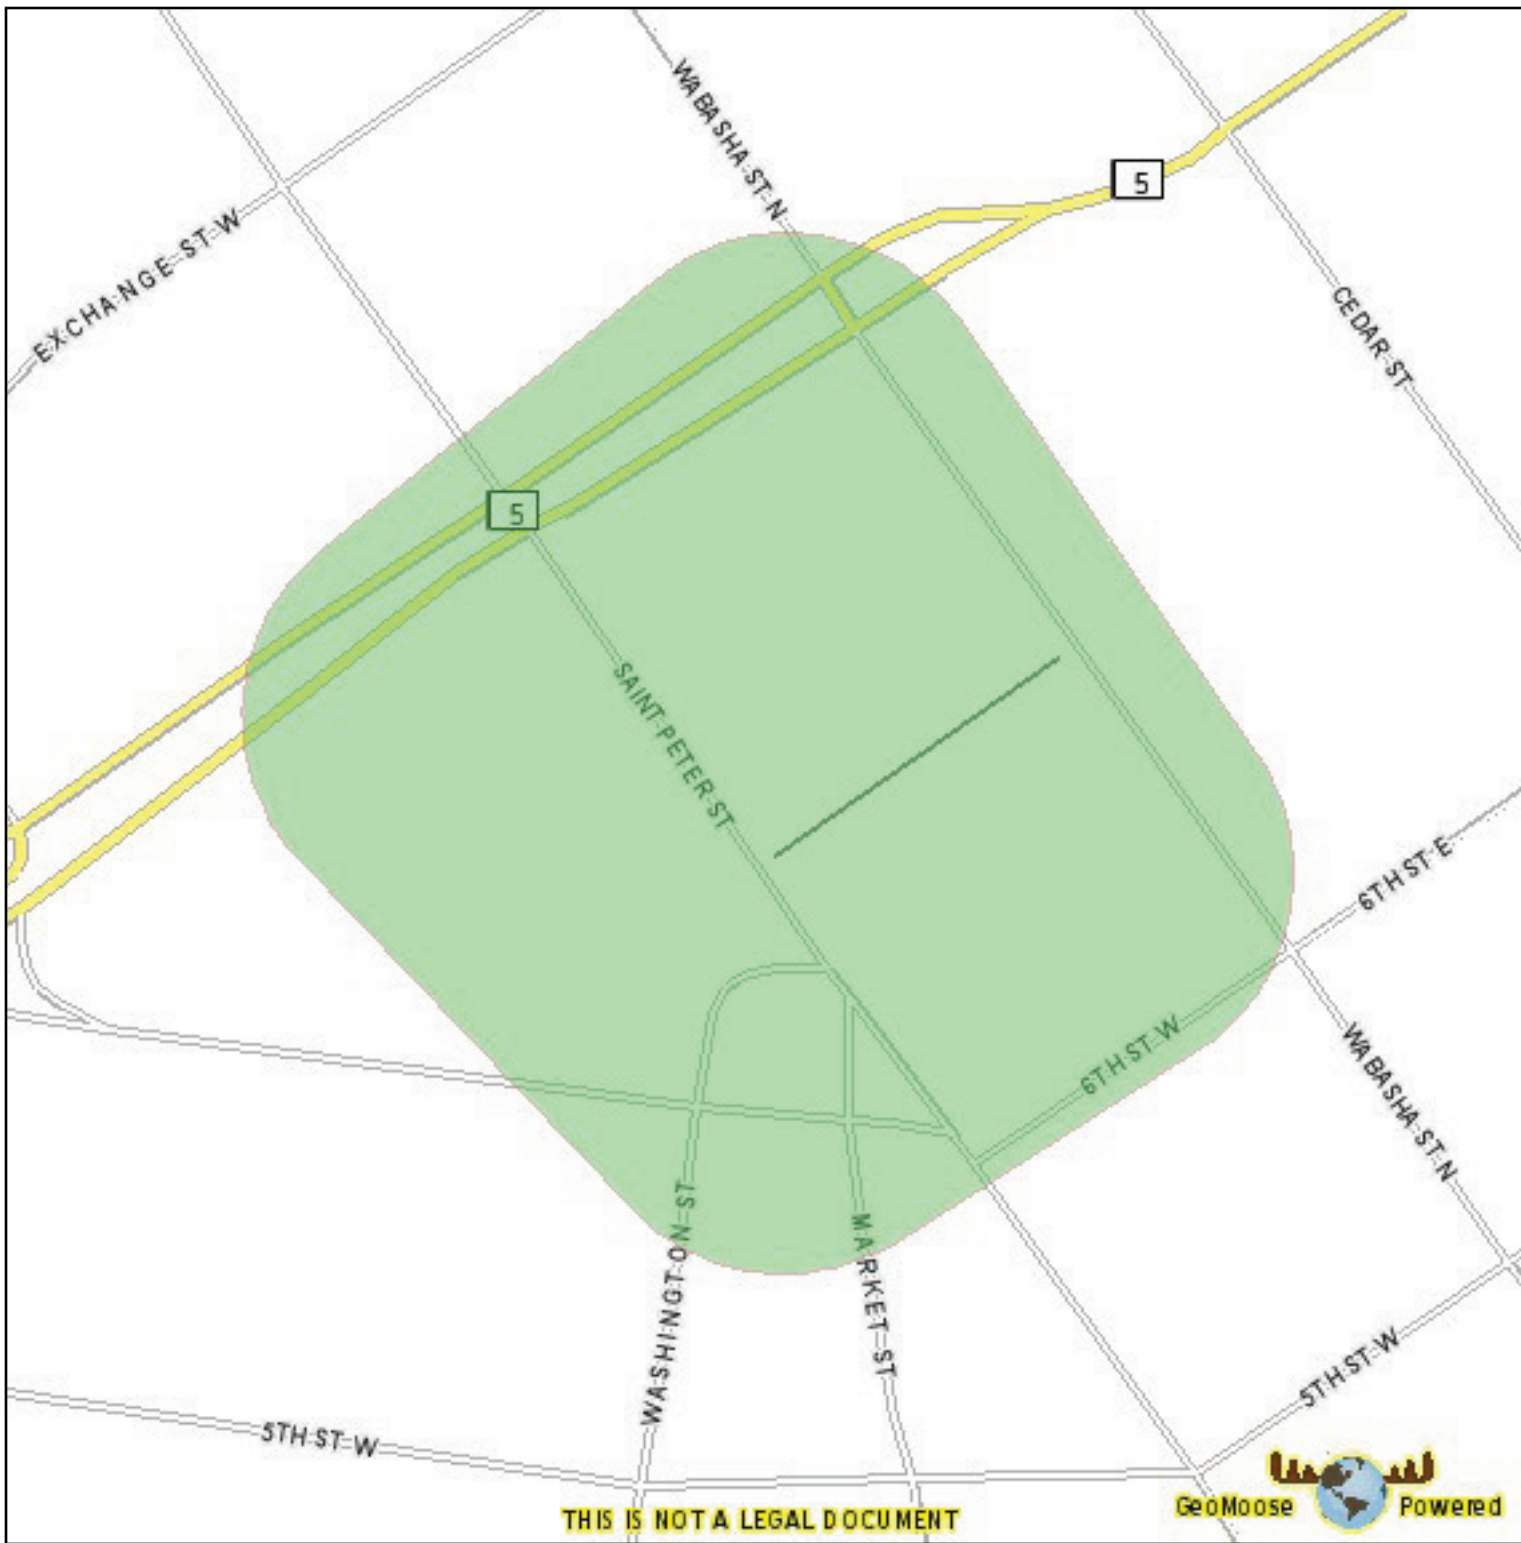 WABASHA ST N
5
EXCHANGE ST W
CEDAR ST
5
SAINT PETER ST
6TH ST E
6TH ST W
WABASHA ST N
WASHINGTON ST
MARKET ST
5TH ST W
5TH ST W
GeoMoose Powered
THIS IS NOT A LEGAL DOCUMENT